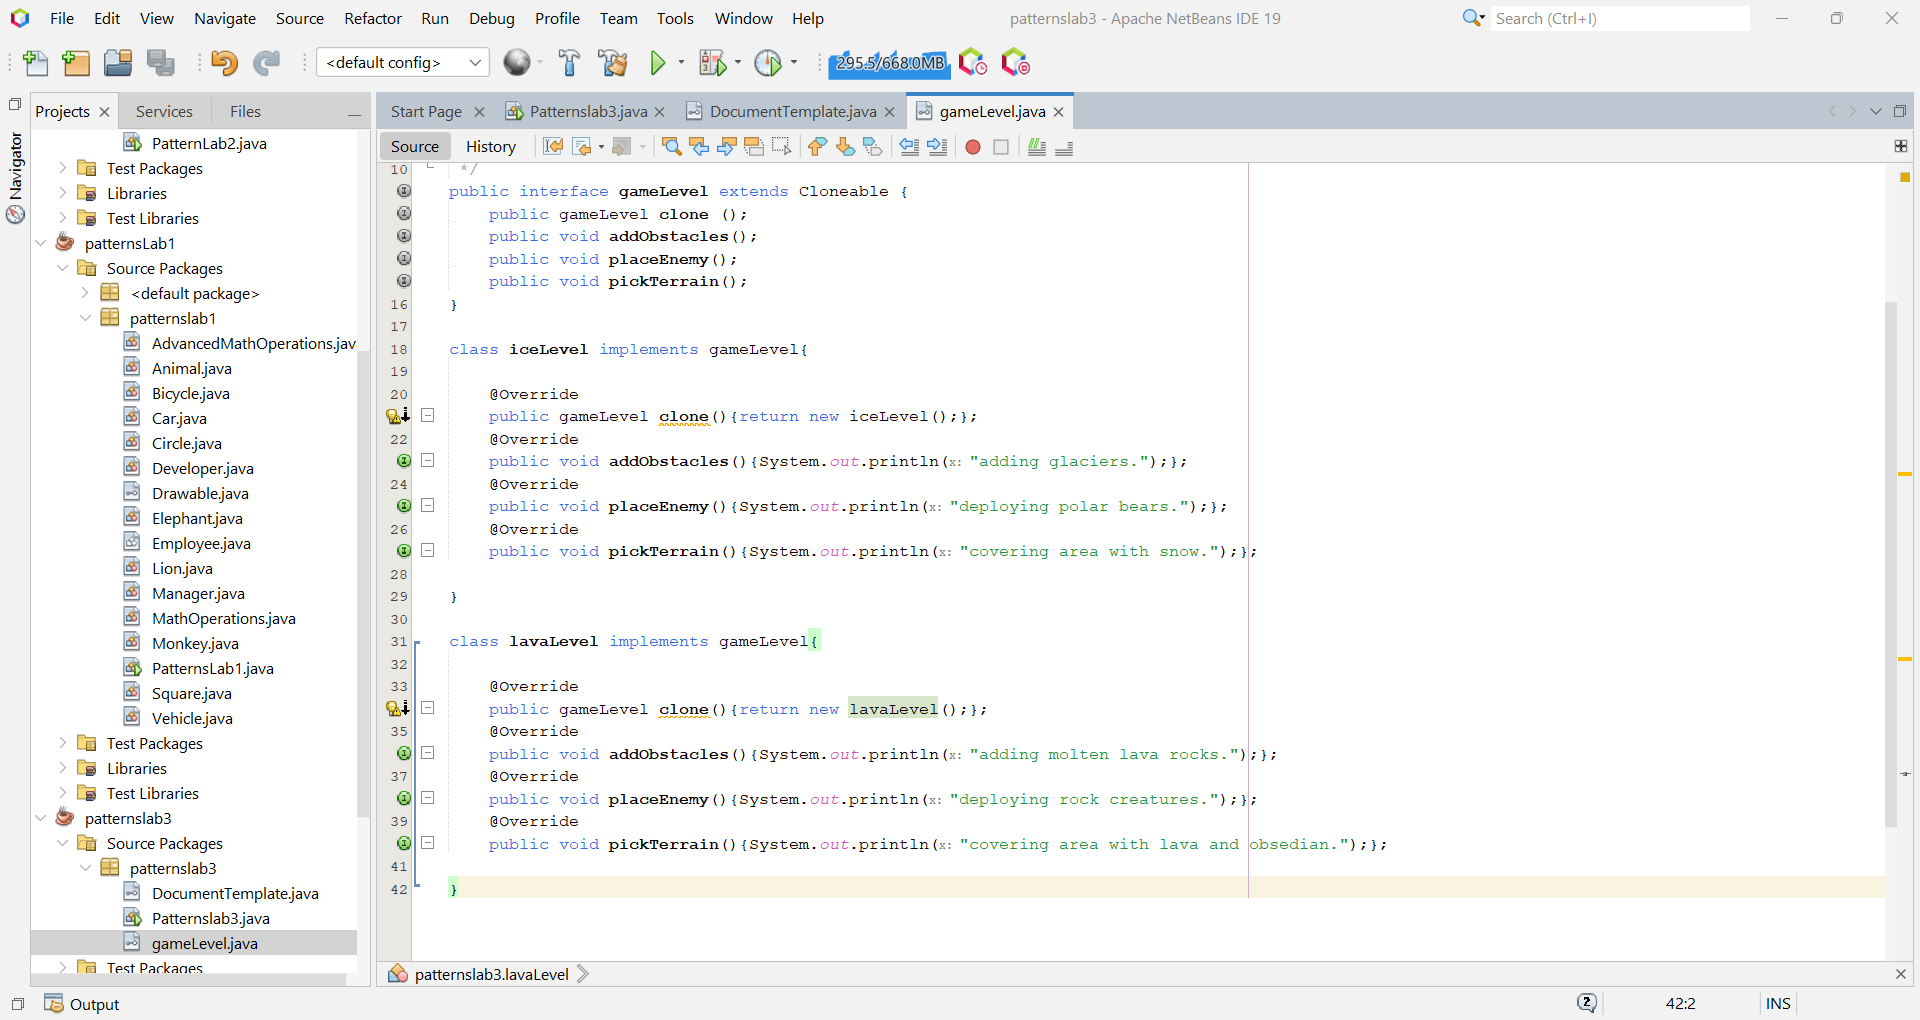 File Edit View Navigate Source Refactor Run Debug Profile Team Tools Window Help
patternslab3 - Apache NetBeans IDE 19
Search (Ctrl+I)
<default config>
295.5/668.0MB
Projects Services Files
Navigator
PatternLab2.java
Test Packages
Libraries
Test Libraries
patternsLab1
Source Packages
<default package>
patternslab1
AdvancedMathOperations.jav
Animal.java
Bicycle.java
Car.java
Circle.java
Developer.java
Drawable.java
Elephant.java
Employee.java
Lion.java
Manager.java
MathOperations.java
Monkey.java
PatternsLab1.java
Square.java
Vehicle.java
Test Packages
Libraries
Test Libraries
patternslab3
Source Packages
patternslab3
DocumentTemplate.java
Patternslab3.java
gameLevel.java
Test Packages
Start Page Patternslab3.java DocumentTemplate.java gameLevel.java
Source History
10 */
public interface gameLevel extends Cloneable {
public gameLevel clone ();
public void addObstacles();
public void placeEnemy();
public void pickTerrain();
16 }
17
18 class iceLevel implements gameLevel{
19
20 @Override
public gameLevel clone(){return new iceLevel();};
22 @Override
public void addObstacles(){System.out.println(x: "adding glaciers.");};
24 @Override
public void placeEnemy(){System.out.println(x: "deploying polar bears.");};
26 @Override
public void pickTerrain(){System.out.println(x: "covering area with snow.");};
28
29 }
30
31 class lavaLevel implements gameLevel{
32
33 @Override
public gameLevel clone(){return new lavaLevel();};
35 @Override
public void addObstacles(){System.out.println(x: "adding molten lava rocks.");};
37 @Override
public void placeEnemy(){System.out.println(x: "deploying rock creatures.");};
39 @Override
public void pickTerrain(){System.out.println(x: "covering area with lava and obsedian.");};
41
42 }
patternslab3.lavaLevel
Output
2
42:2
INS